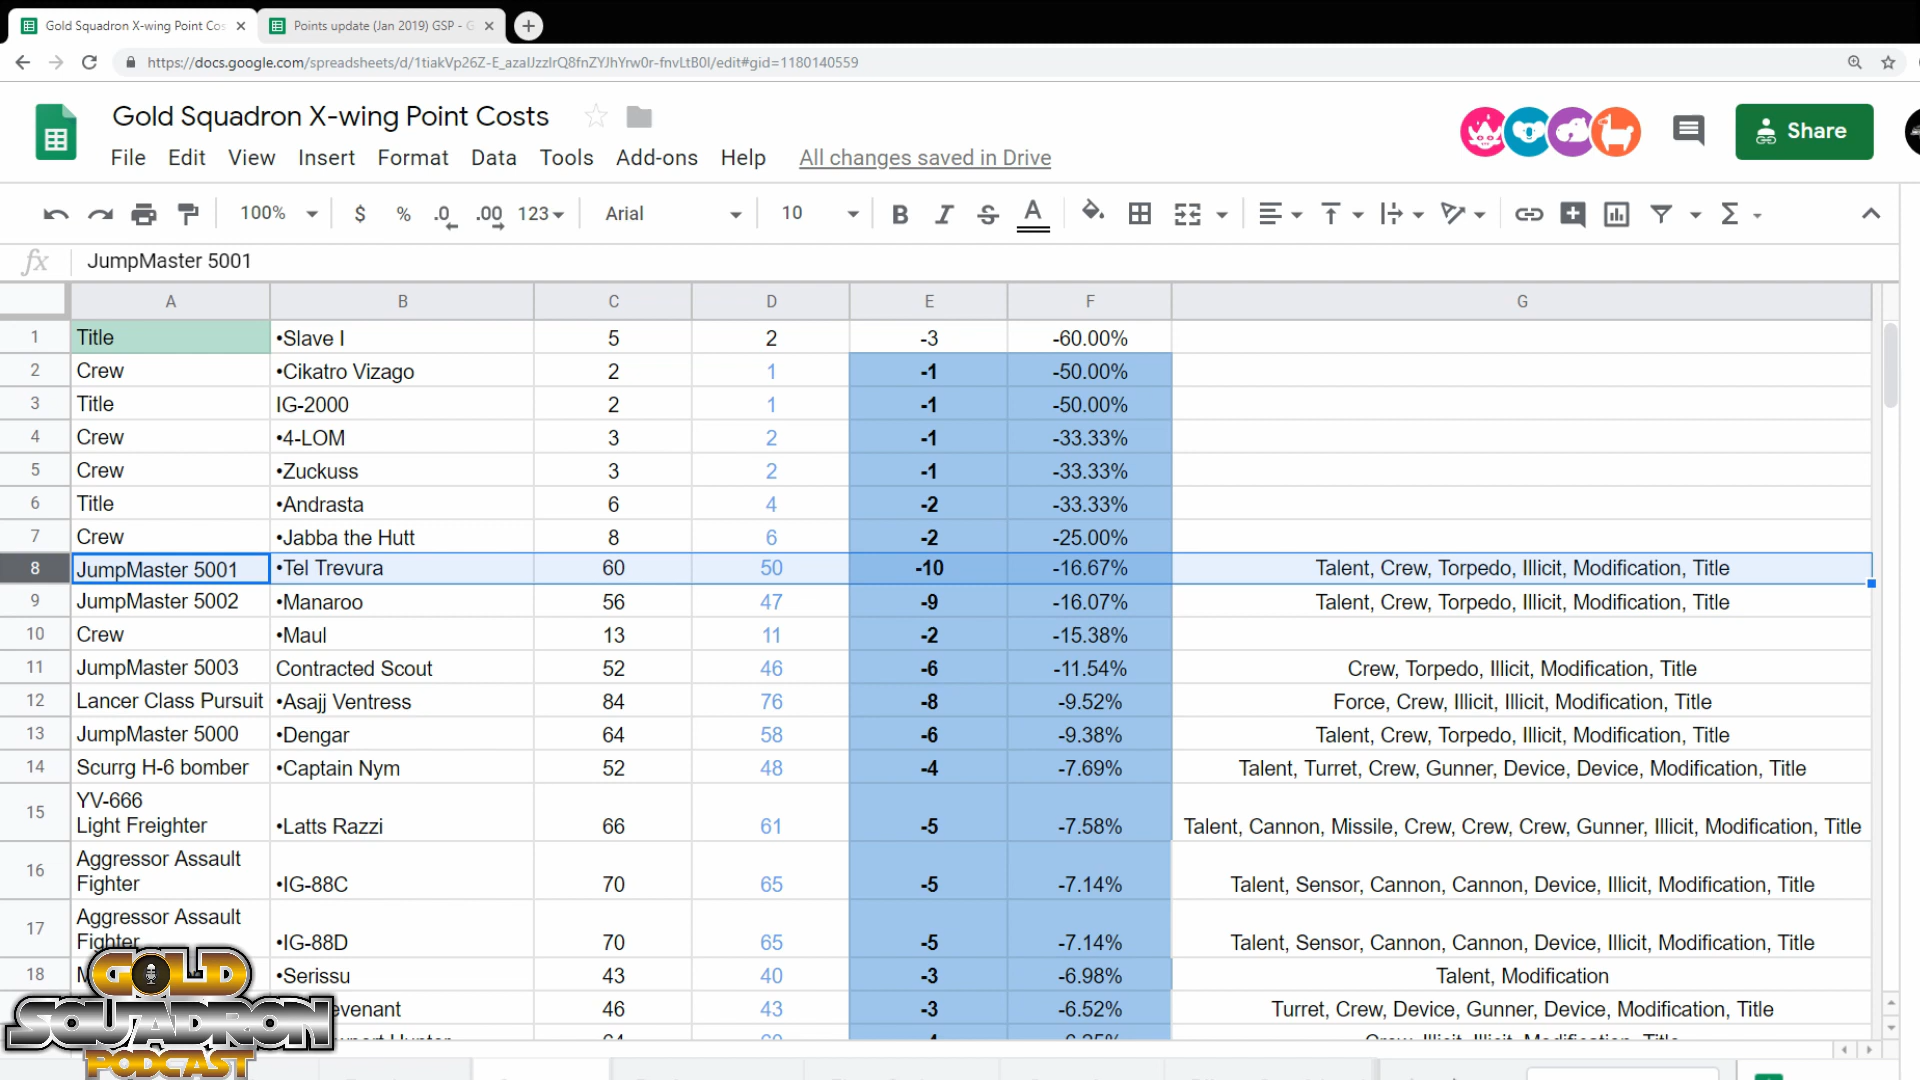 Gold Squadron X-wing Point Cos
Points update (Jan 2019) GSP - G
https://docs.google.com/spreadsheets/d/1tiakVp26Z-E_azalJzzIrQ8fnZYJhYrw0r-fnvLtB0I/edit#gid=1180140559
Gold Squadron X-wing Point Costs
Share
File Edit View Insert Format Data Tools Add-ons Help All changes saved in Drive
100% $ % .0 .00 123 Arial 10 B I S A Σ
fx JumpMaster 5001
A B C D E F G
1 Title •Slave I 5 2 -3 -60.00%
2 Crew •Cikatro Vizago 2 1 -1 -50.00%
3 Title IG-2000 2 1 -1 -50.00%
4 Crew •4-LOM 3 2 -1 -33.33%
5 Crew •Zuckuss 3 2 -1 -33.33%
6 Title •Andrasta 6 4 -2 -33.33%
7 Crew •Jabba the Hutt 8 6 -2 -25.00%
8 JumpMaster 5001 •Tel Trevura 60 50 -10 -16.67% Talent, Crew, Torpedo, Illicit, Modification, Title
9 JumpMaster 5002 •Manaroo 56 47 -9 -16.07% Talent, Crew, Torpedo, Illicit, Modification, Title
10 Crew •Maul 13 11 -2 -15.38%
11 JumpMaster 5003 Contracted Scout 52 46 -6 -11.54% Crew, Torpedo, Illicit, Modification, Title
12 Lancer Class Pursuit •Asajj Ventress 84 76 -8 -9.52% Force, Crew, Illicit, Illicit, Modification, Title
13 JumpMaster 5000 •Dengar 64 58 -6 -9.38% Talent, Crew, Torpedo, Illicit, Modification, Title
14 Scurrg H-6 bomber •Captain Nym 52 48 -4 -7.69% Talent, Turret, Crew, Gunner, Device, Device, Modification, Title
YV-666
15 Light Freighter •Latts Razzi 66 61 -5 -7.58% Talent, Cannon, Missile, Crew, Crew, Crew, Gunner, Illicit, Modification, Title
Aggressor Assault
16 Fighter •IG-88C 70 65 -5 -7.14% Talent, Sensor, Cannon, Cannon, Device, Illicit, Modification, Title
Aggressor Assault
17 Fighter •IG-88D 70 65 -5 -7.14% Talent, Sensor, Cannon, Cannon, Device, Illicit, Modification, Title
18 M •Serissu 43 40 -3 -6.98% Talent, Modification
evenant 46 43 -3 -6.52% Turret, Crew, Device, Gunner, Device, Modification, Title
GOLD
SQUADRON
PODCAST